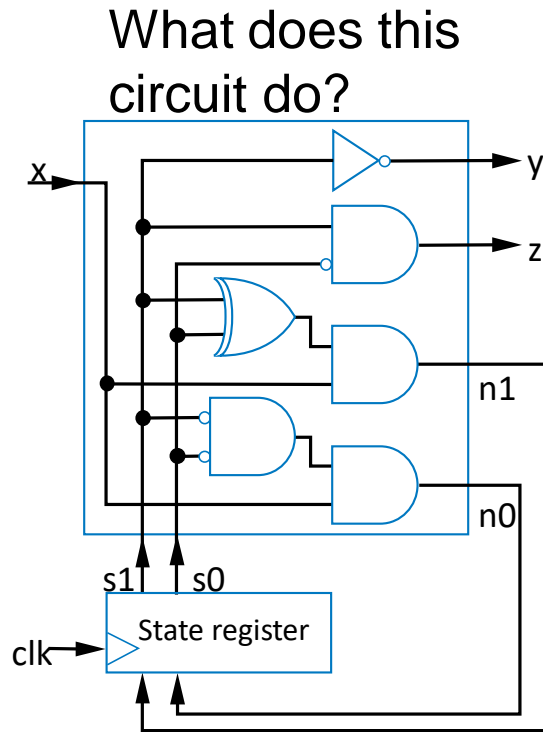 What does this
circuit do?
x
y
z
n1
n0
s1
s0
State register
clk